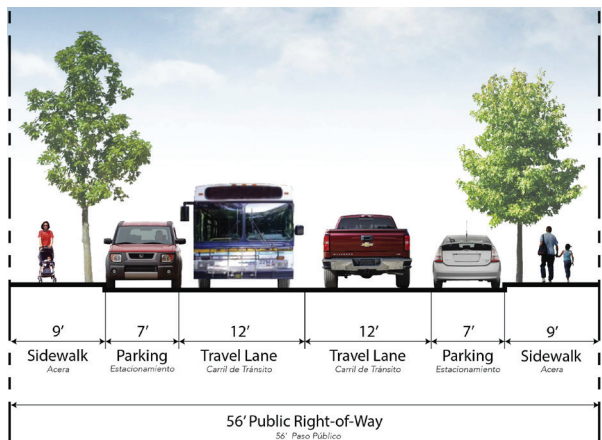 9’ 7’ 12’ 12’ 7’ 9’
Sidewalk Parking Travel Lane Travel Lane Parking Sidewalk
Acera Estacionamiento Carril de Tránsito Carril de Tránsito Estacionamiento Acera
56’ Public Right-of-Way
56’ Paso Público